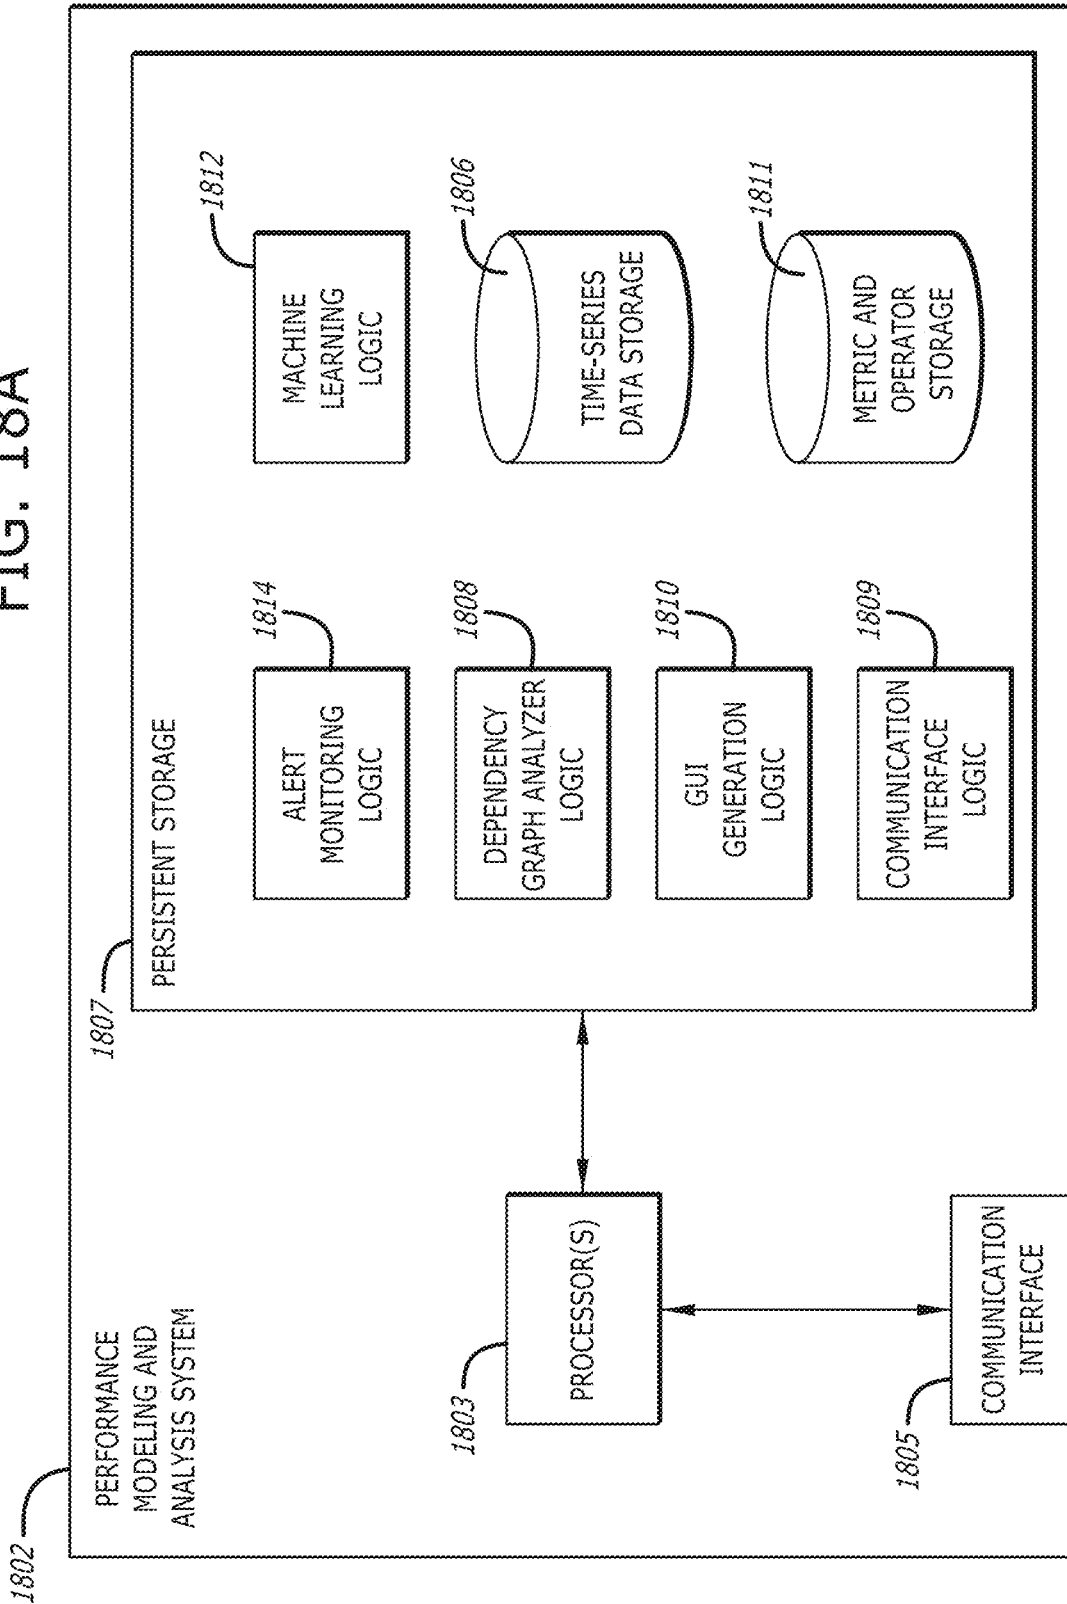 FIG. 18A
1802
PERFORMANCE
MODELING AND
ANALYSIS SYSTEM
1807
PERSISTENT STORAGE
1814
ALERT
MONITORING
LOGIC
1812
MACHINE
LEARNING
LOGIC
1808
DEPENDENCY
GRAPH ANALYZER
LOGIC
1806
TIME-SERIES
DATA STORAGE
1810
GUI
GENERATION
LOGIC
1811
METRIC AND
OPERATOR
STORAGE
1809
COMMUNICATION
INTERFACE
LOGIC
1803
PROCESSOR(S)
1805
COMMUNICATION
INTERFACE